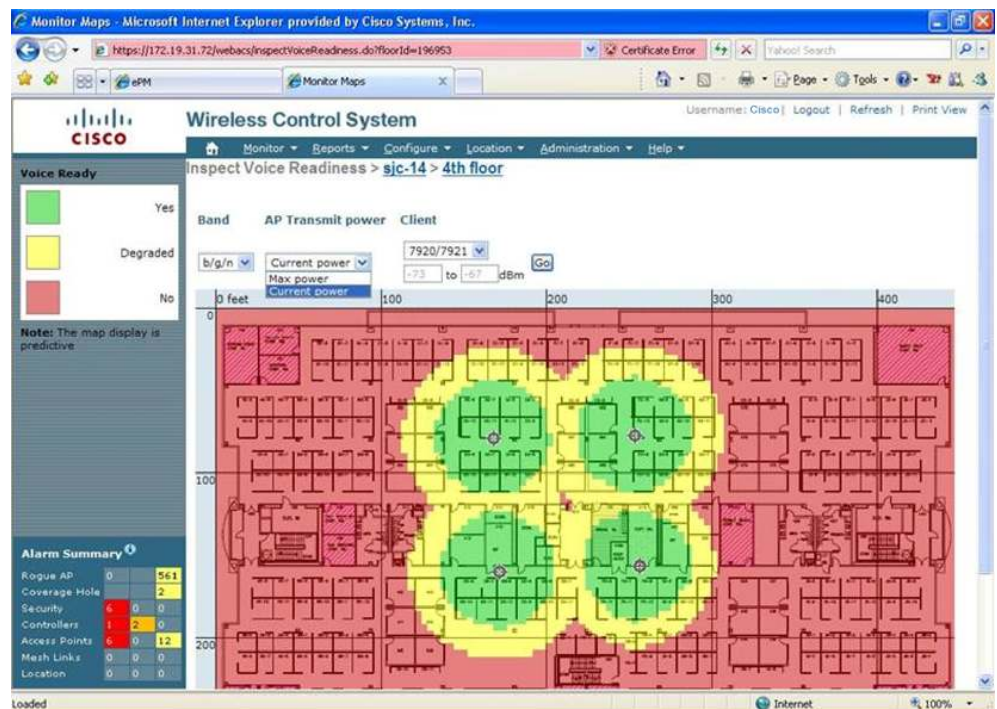 Monitor Maps - Microsoft Internet Explorer provided by Cisco Systems, Inc.
https://172.19.31.72/webacs/inspectVoiceReadiness.do?floorId=196953
Certificate Error
Yahoo! Search
ePM
Monitor Maps
X
Page
Tools
CISCO
Wireless Control System
Username: Cisco | Logout | Refresh | Print View
Monitor Reports Configure Location Administration Help
Inspect Voice Readiness > sjc-14 > 4th floor
Voice Ready
Yes
Degraded
No
Note: The map display is
predictive
Band AP Transmit power Client
b/g/n Current power 7920/7921
-73 to -67 dBm Go
Max power
Current power
0 feet 100 200 300 400
0
100
200
Alarm Summary
Rogue AP 0 561
Coverage Hole 2
Security 6 0 0
Controllers 1 2 0
Access Points 6 0 12
Mesh Links 0 0 0
Location 0 0 0
Loaded
Internet
100%